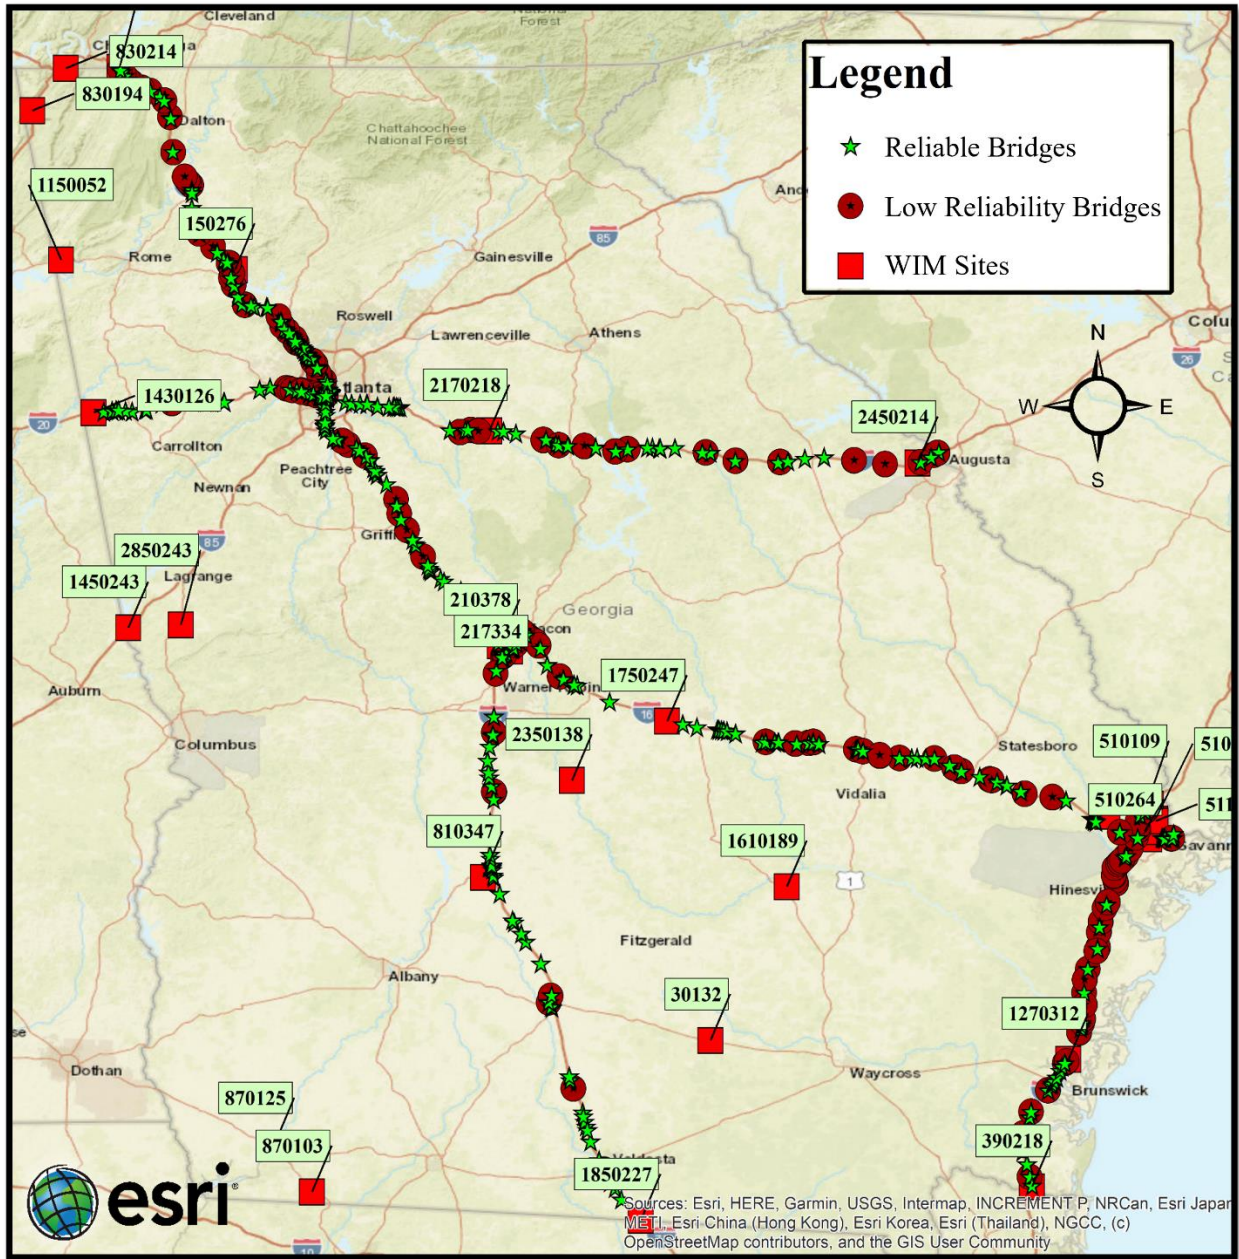 Cleveland
National
Forest
830214
830194
Dalton
Chattahoochee
National Forest
Legend
Reliable Bridges
Low Reliability Bridges
WIM Sites
1150052
150276
Rome
Gainesville
85
Roswell
Lawrenceville
Athens
N
W
E
S
26
1430126
2170218
2450214
20
Carrollton
Augusta
Peachtree
City
Newnan
85
2850243
1450243
Lagrange
210378
Georgia
217334
1750247
Auburn
Columbus
16
2350138
Statesboro
510109
510264
Vidalia
810347
1610189
1
Fitzgerald
Albany
30132
1270312
Dothan
Waycross
Brunswick
870125
870103
390218
1850227
esri
10
Sources: Esri, HERE, Garmin, USGS, Intermap, INCREMENT P, NRCan, Esri Japan
METI, Esri China (Hong Kong), Esri Korea, Esri (Thailand), NGCC, (c)
OpenStreetMap contributors, and the GIS User Community